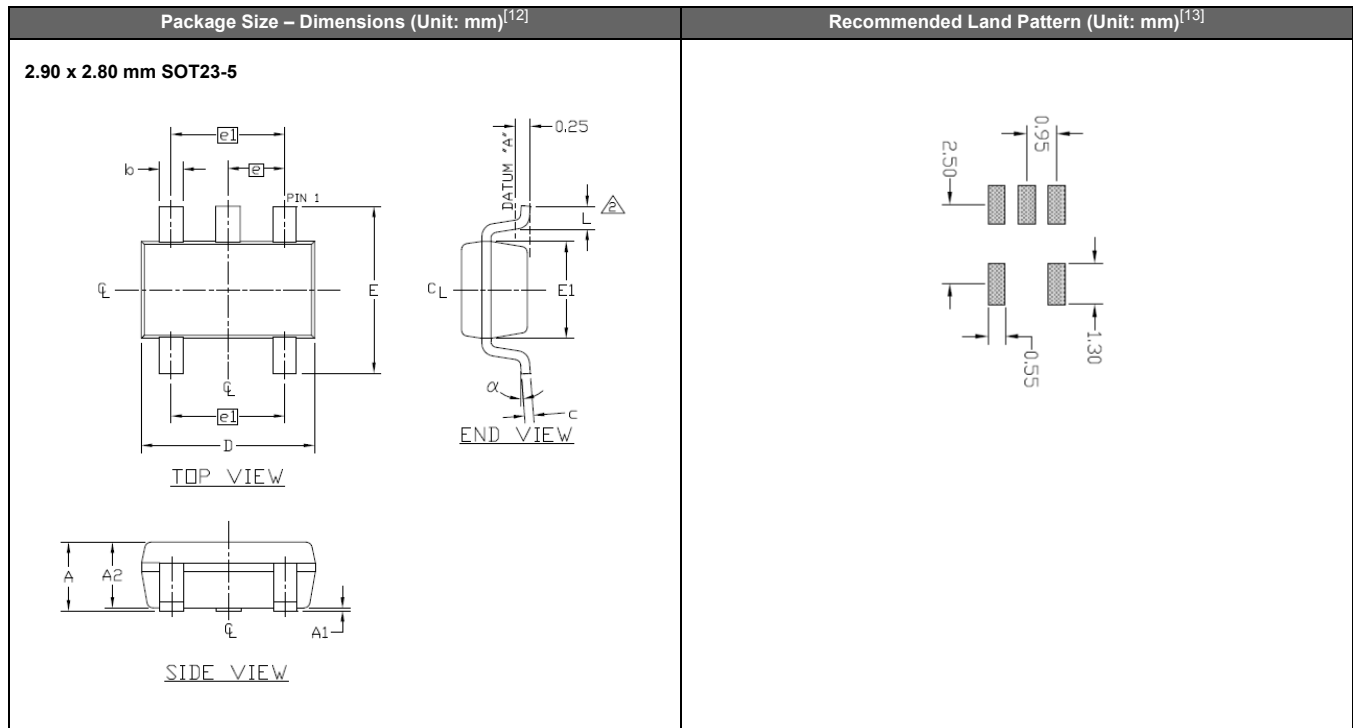 Package Size – Dimensions (Unit: mm)[12]
Recommended Land Pattern (Unit: mm)[13]
2.90 x 2.80 mm SOT23-5
e1
b
e
PIN 1
DATUM "A"
0.25
2
L
℄
E
CL
E1
℄
e1
D
α
c
TOP VIEW
END VIEW
A
A2
℄
A1
SIDE VIEW
0.95
2.50
1.30
0.55